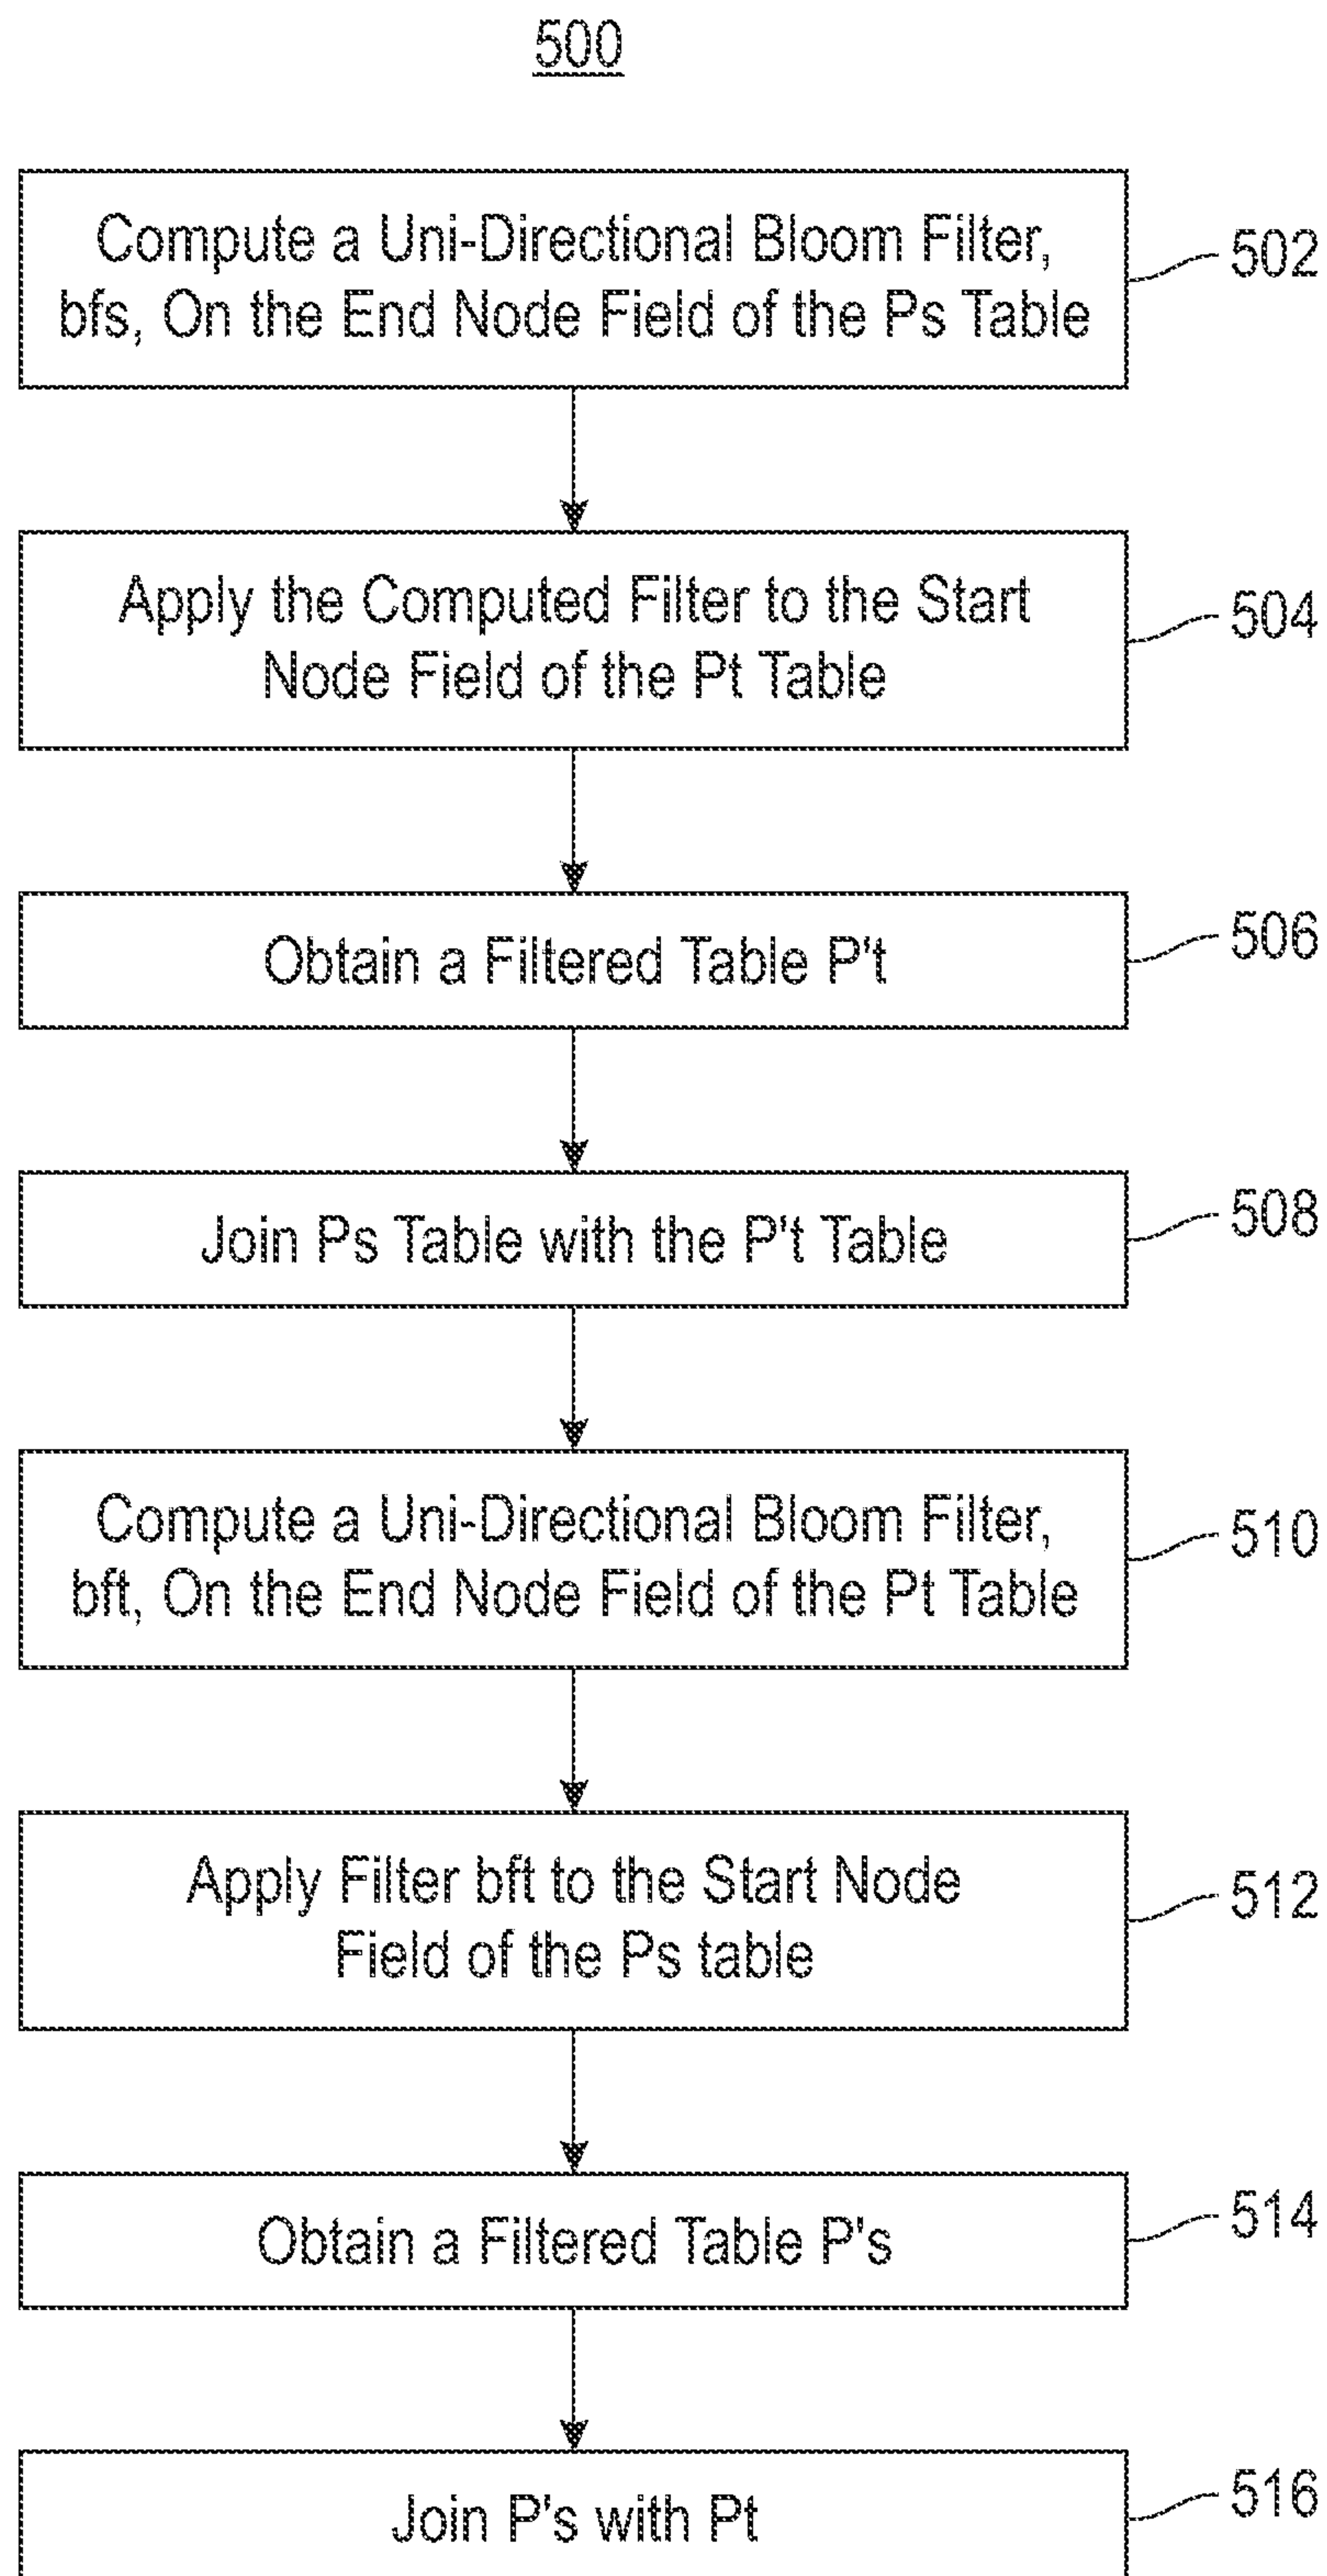 500
Compute a Uni-Directional Bloom Filter,
bfs, On the End Node Field of the Ps Table
502
Apply the Computed Filter to the Start
Node Field of the Pt Table
504
Obtain a Filtered Table P't
506
Join Ps Table with the P't Table
508
Compute a Uni-Directional Bloom Filter,
bft, On the End Node Field of the Pt Table
510
Apply Filter bft to the Start Node
Field of the Ps table
512
Obtain a Filtered Table P's
514
Join P's with Pt
516